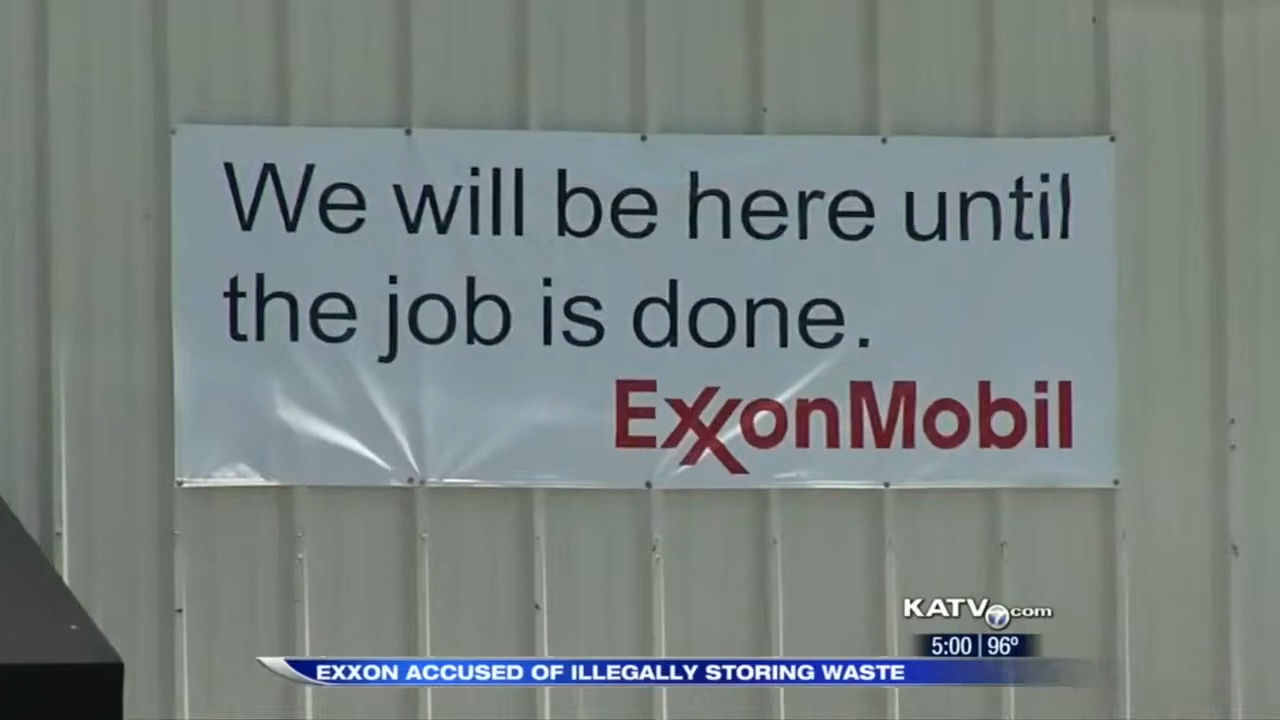 We will be here until
the job is done.
ExxonMobil
KATV7.com
5:00 | 96°
EXXON ACCUSED OF ILLEGALLY STORING WASTE